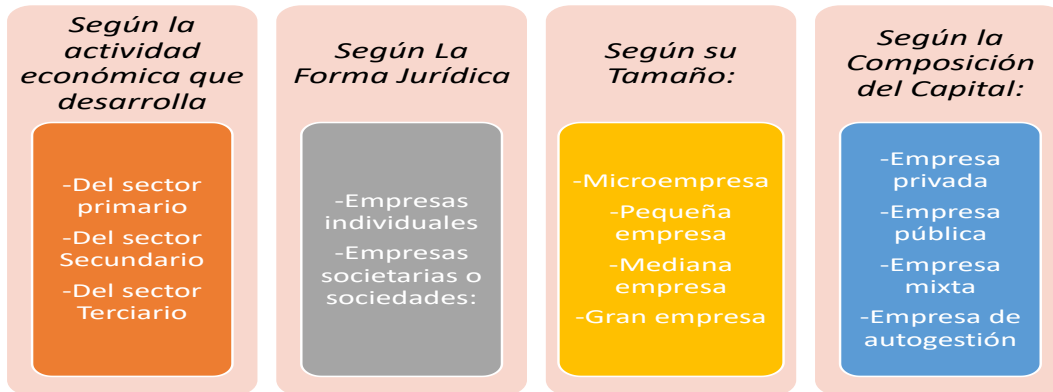 Según la
actividad
económica que
desarrolla
-Del sector
primario
-Del sector
Secundario
-Del sector
Terciario
Según La
Forma Jurídica
-Empresas
individuales
-Empresas
societarias o
sociedades:
Según su
Tamaño:
-Microempresa
-Pequeña
empresa
-Mediana
empresa
-Gran empresa
Según la
Composición
del Capital:
-Empresa
privada
-Empresa
pública
-Empresa
mixta
-Empresa de
autogestión